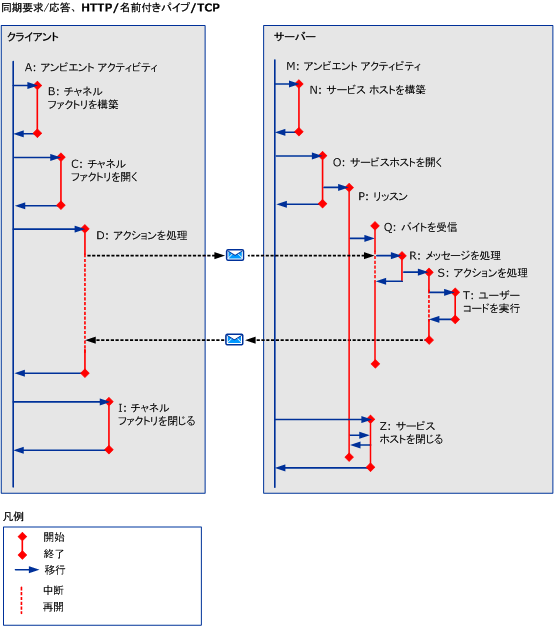 同期要求/応答、HTTP/名前付きパイプ/TCP
クライアント
A: アンビエント アクティビティ
B: チャネル
ファクトリを構築
C: チャネル
ファクトリを開く
D: アクションを処理
I: チャネル
ファクトリを閉じる
サーバー
M: アンビエント アクティビティ
N: サービス ホストを構築
O: サービスホストを開く
P: リッスン
Q: バイトを受信
R: メッセージを処理
S: アクションを処理
T: ユーザー
コードを実行
Z: サービス
ホストを閉じる
凡例
開始
終了
移行
中断
再開